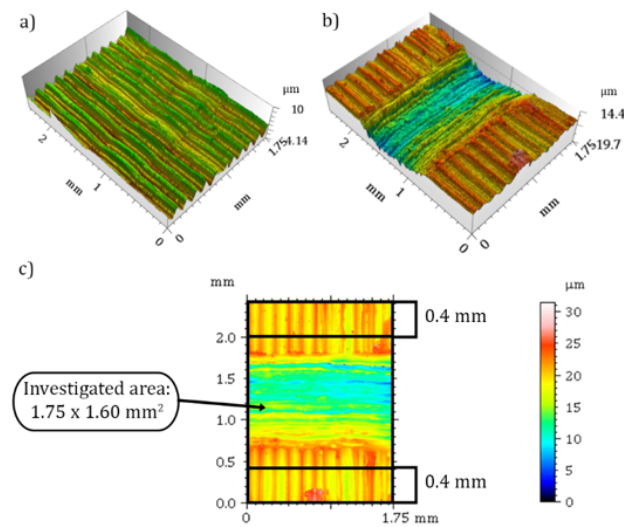 a)
b)
μm
10
4.14
1.75
2
1
0
0
mm
mm
μm
14.4
19.7
1.75
2
1
0
0
mm
mm
c)
mm
μm
2.0
1.5
1.0
0.5
0.0
0
1.75 mm
0.4 mm
0.4 mm
Investigated area:
1.75 x 1.60 mm²
30
25
20
15
10
5
0